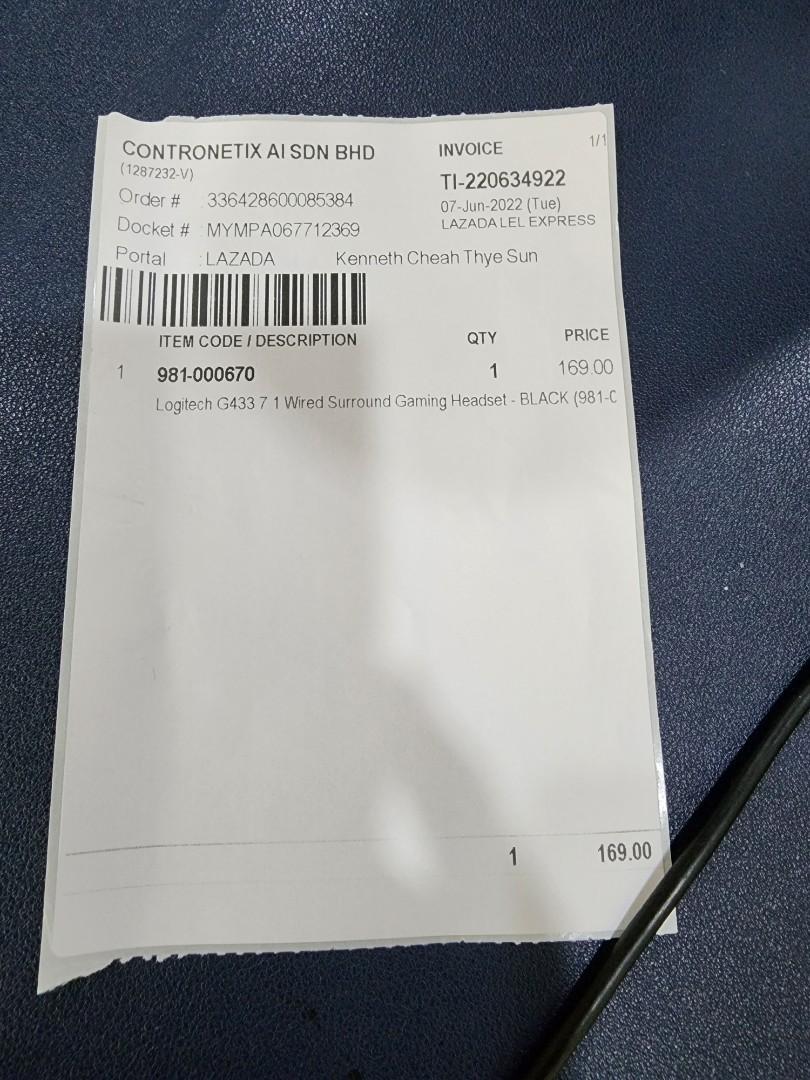 CONTRONETIX AI SDN BHD
(1287232-V)
INVOICE 1/1
TI-220634922
Order # : 336428600085384
07-Jun-2022 (Tue)
Docket # : MYMPA067712369
LAZADA LEL EXPRESS
Portal : LAZADA Kenneth Cheah Thye Sun
ITEM CODE / DESCRIPTION QTY PRICE
1 981-000670 1 169.00
Logitech G433 7 1 Wired Surround Gaming Headset - BLACK (981-0
1 169.00